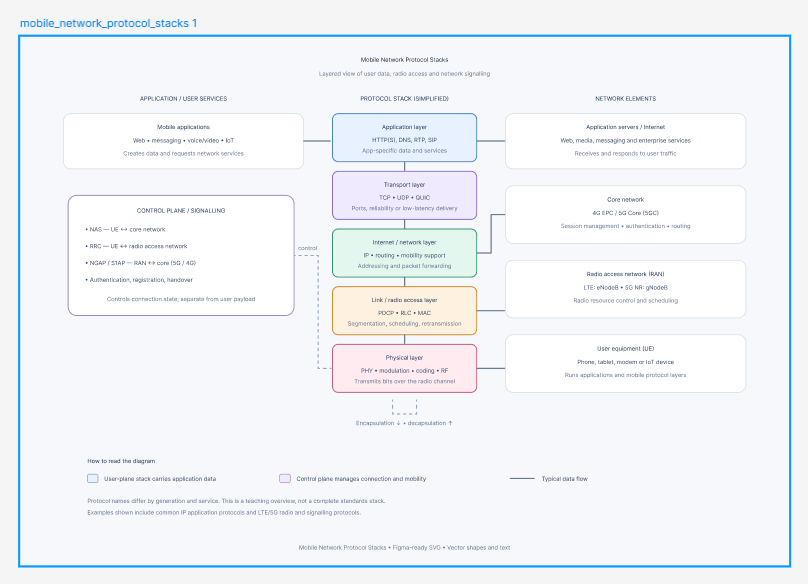 mobile_network_protocol_stacks 1
Mobile Network Protocol Stacks
Layered view of user data, radio access and network signalling
APPLICATION / USER SERVICES
PROTOCOL STACK (SIMPLIFIED)
NETWORK ELEMENTS
Mobile applications
Web • messaging • voice/video • IoT
Creates data and requests network services
Application layer
HTTP(S), DNS, RTP, SIP
App-specific data and services
Application servers / Internet
Web, media, messaging and enterprise services
Receives and responds to user traffic
Transport layer
TCP • UDP • QUIC
Ports, reliability or low-latency delivery
Core network
4G EPC / 5G Core (5GC)
Session management • authentication • routing
CONTROL PLANE / SIGNALLING
• NAS — UE ↔ core network
• RRC — UE ↔ radio access network
• NGAP / S1AP — RAN ↔ core (5G / 4G)
• Authentication, registration, handover
Controls connection state; separate from user payload
control
Internet / network layer
IP • routing • mobility support
Addressing and packet forwarding
Radio access network (RAN)
LTE: eNodeB • 5G NR: gNodeB
Radio resource control and scheduling
Link / radio access layer
PDCP • RLC • MAC
Segmentation, scheduling, retransmission
User equipment (UE)
Phone, tablet, modem or IoT device
Runs applications and mobile protocol layers
Physical layer
PHY • modulation • coding • RF
Transmits bits over the radio channel
Encapsulation ↓ • decapsulation ↑
How to read the diagram
User-plane stack carries application data
Control plane manages connection and mobility
Typical data flow
Protocol names differ by generation and service. This is a teaching overview, not a complete standards stack.
Examples shown include common IP application protocols and LTE/5G radio and signalling protocols.
Mobile Network Protocol Stacks • Figma-ready SVG • Vector shapes and text